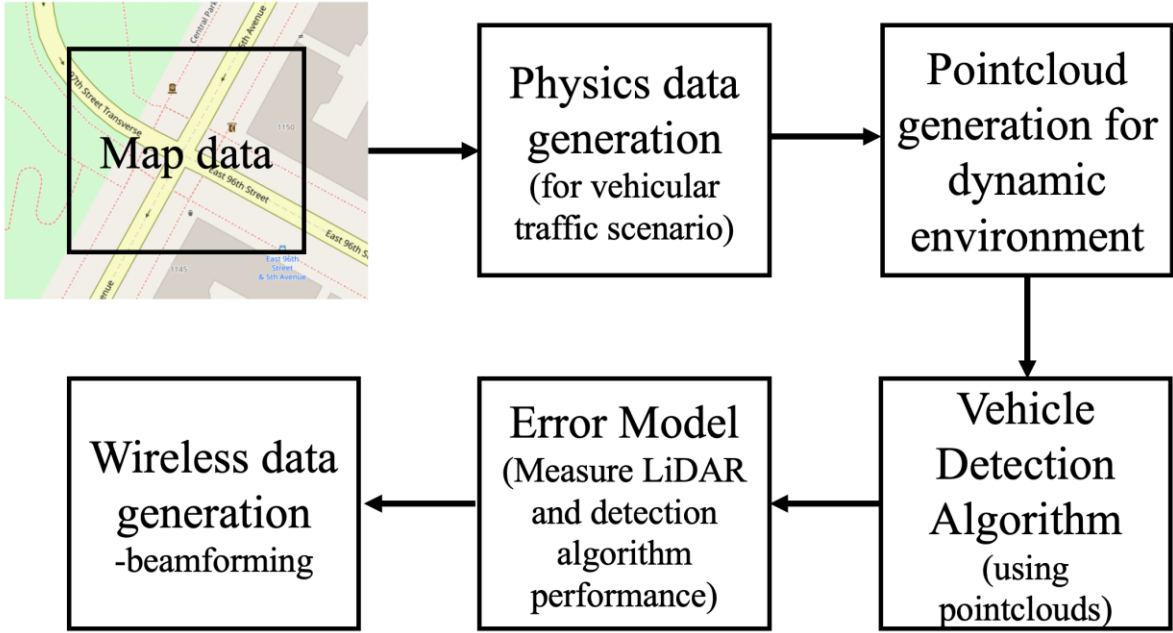 Central Park
5th Avenue
97th Street Transverse
1150
Map data
East 96th Street
East 96th S
1145
East 96th
Street
& 5th Avenue
enue
Physics data
generation
(for vehicular
traffic scenario)
Pointcloud
generation for
dynamic
environment
Vehicle
Detection
Algorithm
(using
pointclouds)
Error Model
(Measure LiDAR
and detection
algorithm
performance)
Wireless data
generation
-beamforming